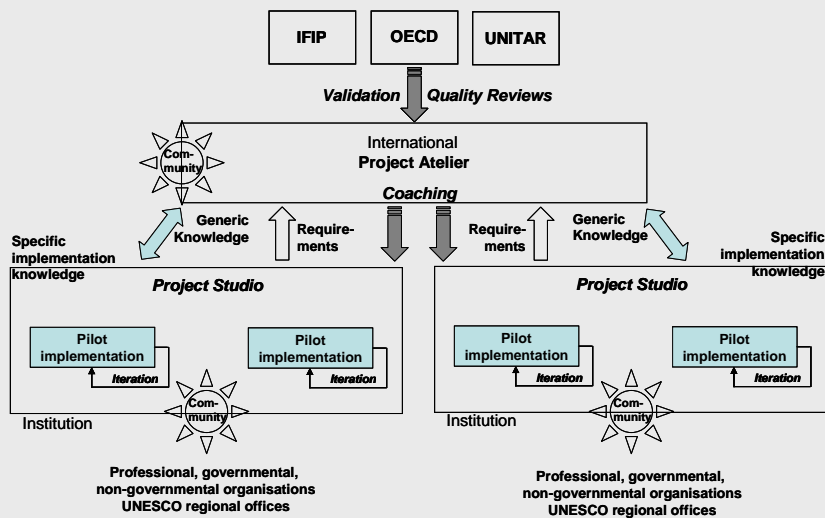 IFIP
OECD
UNITAR
Validation
Quality Reviews
International
Project Atelier
Com-
munity
Coaching
Generic
Knowledge
Require-
ments
Require-
ments
Generic
Knowledge
Specific
implementation
knowledge
Specific
implementation
knowledge
Project Studio
Pilot
implementation
Iteration
Pilot
implementation
Iteration
Com-
munity
Institution
Professional, governmental,
non-governmental organisations
UNESCO regional offices
Project Studio
Pilot
implementation
Iteration
Pilot
implementation
Iteration
Com-
munity
Institution
Professional, governmental,
non-governmental organisations
UNESCO regional offices